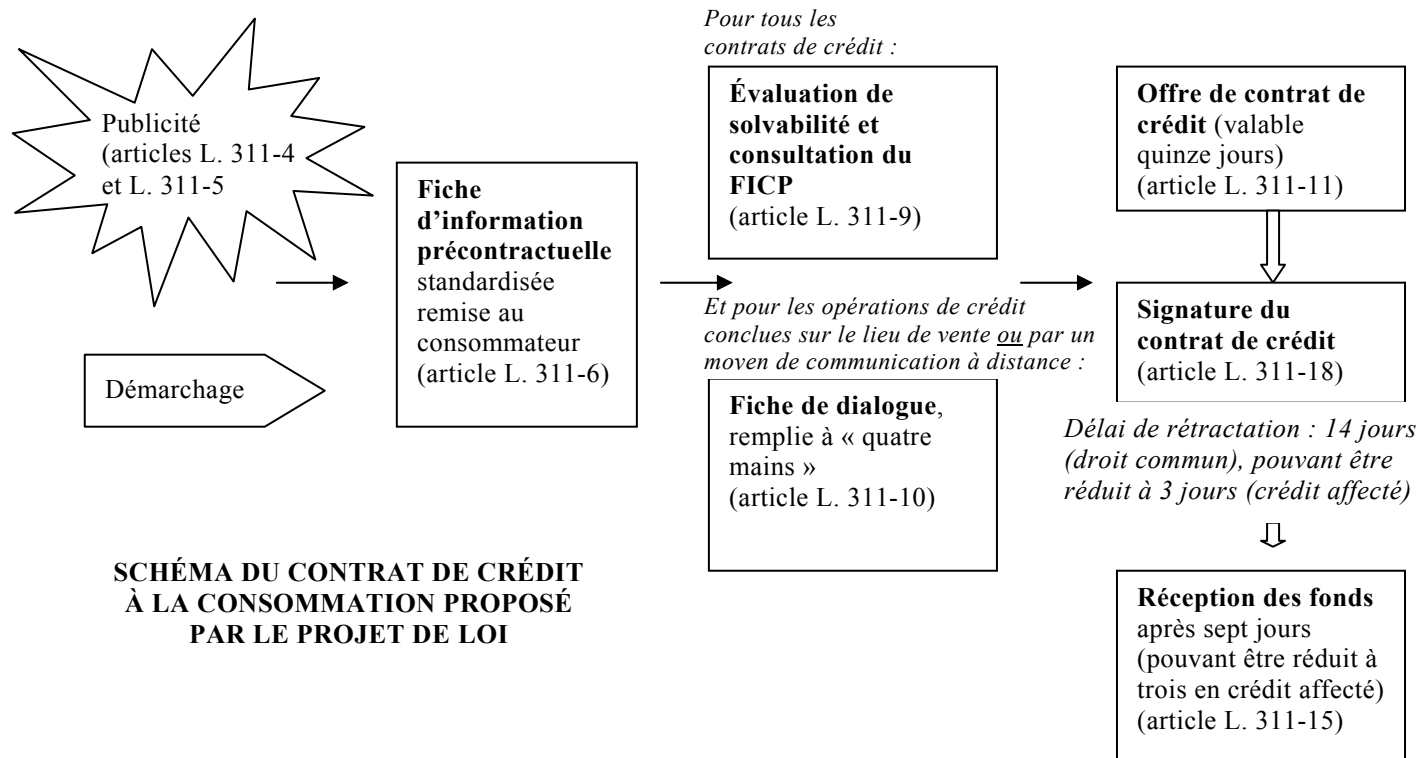 Publicité
(articles L. 311-4
et L. 311-5
Démarchage
Fiche
d’information
précontractuelle
standardisée
remise au
consommateur
(article L. 311-6)
Pour tous les
contrats de crédit :
Évaluation de
solvabilité et
consultation du
FICP
(article L. 311-9)
Et pour les opérations de crédit
conclues sur le lieu de vente ou par un
moyen de communication à distance :
Fiche de dialogue,
remplie à « quatre
mains »
(article L. 311-10)
Offre de contrat de
crédit (valable
quinze jours)
(article L. 311-11)
Signature du
contrat de crédit
(article L. 311-18)
Délai de rétractation : 14 jours
(droit commun), pouvant être
réduit à 3 jours (crédit affecté)
Réception des fonds
après sept jours
(pouvant être réduit à
trois en crédit affecté)
(article L. 311-15)
SCHÉMA DU CONTRAT DE CRÉDIT
À LA CONSOMMATION PROPOSÉ
PAR LE PROJET DE LOI